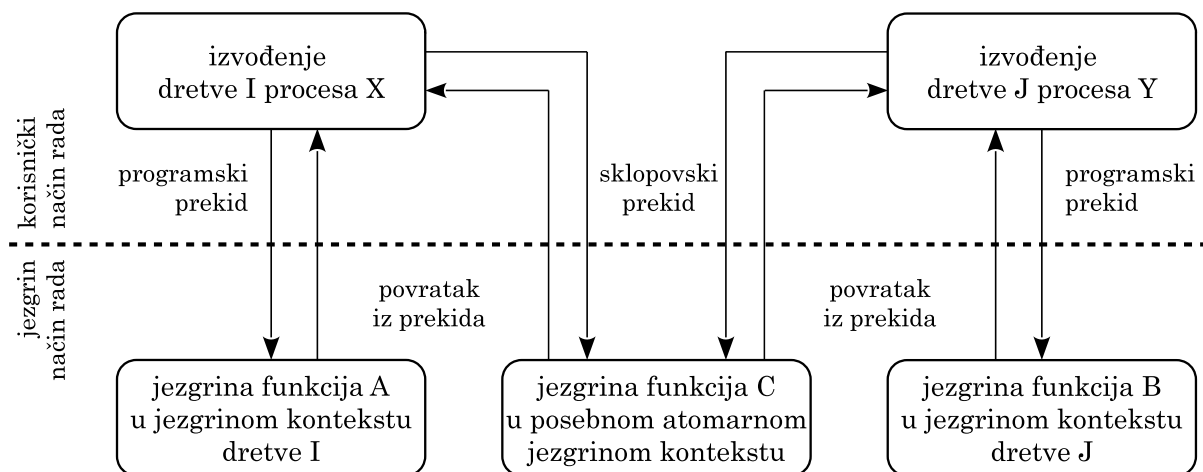 izvođenje
dretve I procesa X
izvođenje
dretve J procesa Y
korisnički
način rada
programski
prekid
sklopovski
prekid
programski
prekid
jezgrin
način rada
povratak
iz prekida
povratak
iz prekida
jezgrina funkcija A
u jezgrinom kontekstu
dretve I
jezgrina funkcija C
u posebnom atomarnom
jezgrinom kontekstu
jezgrina funkcija B
u jezgrinom kontekstu
dretve J